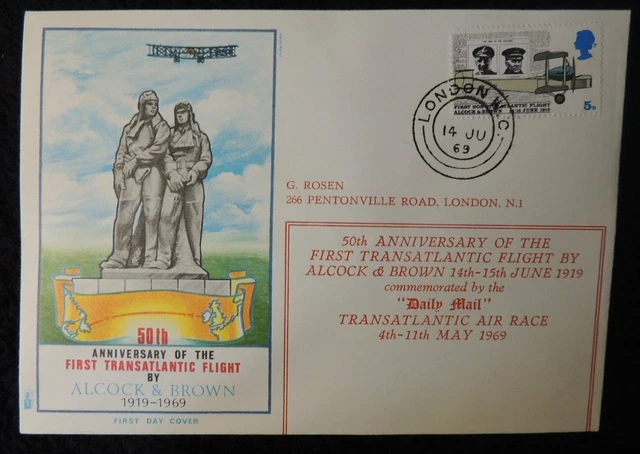 50th
ANNIVERSARY OF THE
FIRST TRANSATLANTIC FLIGHT
BY
ALCOCK & BROWN
1919-1969
FIRST DAY COVER
FIRST NON-STOP ATLANTIC FLIGHT
ALCOCK & BROWN JUNE 1919
5D
LONDON W.C.
14 JU
69
G. ROSEN
266 PENTONVILLE ROAD, LONDON, N.1
50th ANNIVERSARY OF THE
FIRST TRANSATLANTIC FLIGHT BY
ALCOCK & BROWN 14th-15th JUNE 1919
commemorated by the
"Daily Mail"
TRANSATLANTIC AIR RACE
4th-11th MAY 1969